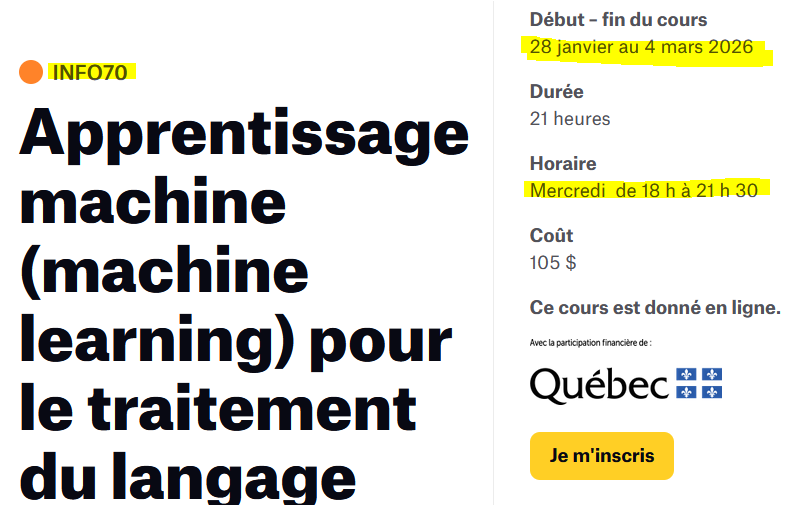 INFO70
Apprentissage
machine
(machine
learning) pour
le traitement
du langage
Début – fin du cours
28 janvier au 4 mars 2026
Durée
21 heures
Horaire
Mercredi  de 18 h à 21 h 30
Coût
105 $
Ce cours est donné en ligne.
Avec la participation financière de :
Québec
Je m'inscris